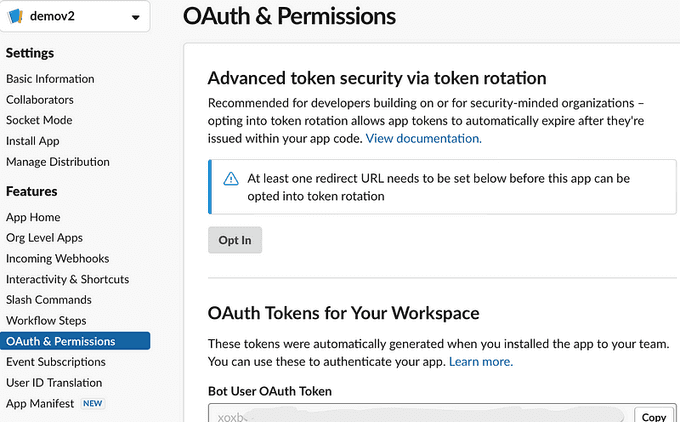 demov2
OAuth & Permissions
Settings
Basic Information
Collaborators
Socket Mode
Install App
Manage Distribution
Features
App Home
Org Level Apps
Incoming Webhooks
Interactivity & Shortcuts
Slash Commands
Workflow Steps
OAuth & Permissions
Event Subscriptions
User ID Translation
App Manifest NEW
Advanced token security via token rotation
Recommended for developers building on or for security-minded organizations –
opting into token rotation allows app tokens to automatically expire after they're
issued within your app code. View documentation.
At least one redirect URL needs to be set below before this app can be
opted into token rotation
Opt In
OAuth Tokens for Your Workspace
These tokens were automatically generated when you installed the app to your team.
You can use these to authenticate your app. Learn more.
Bot User OAuth Token
xoxb-
Copy